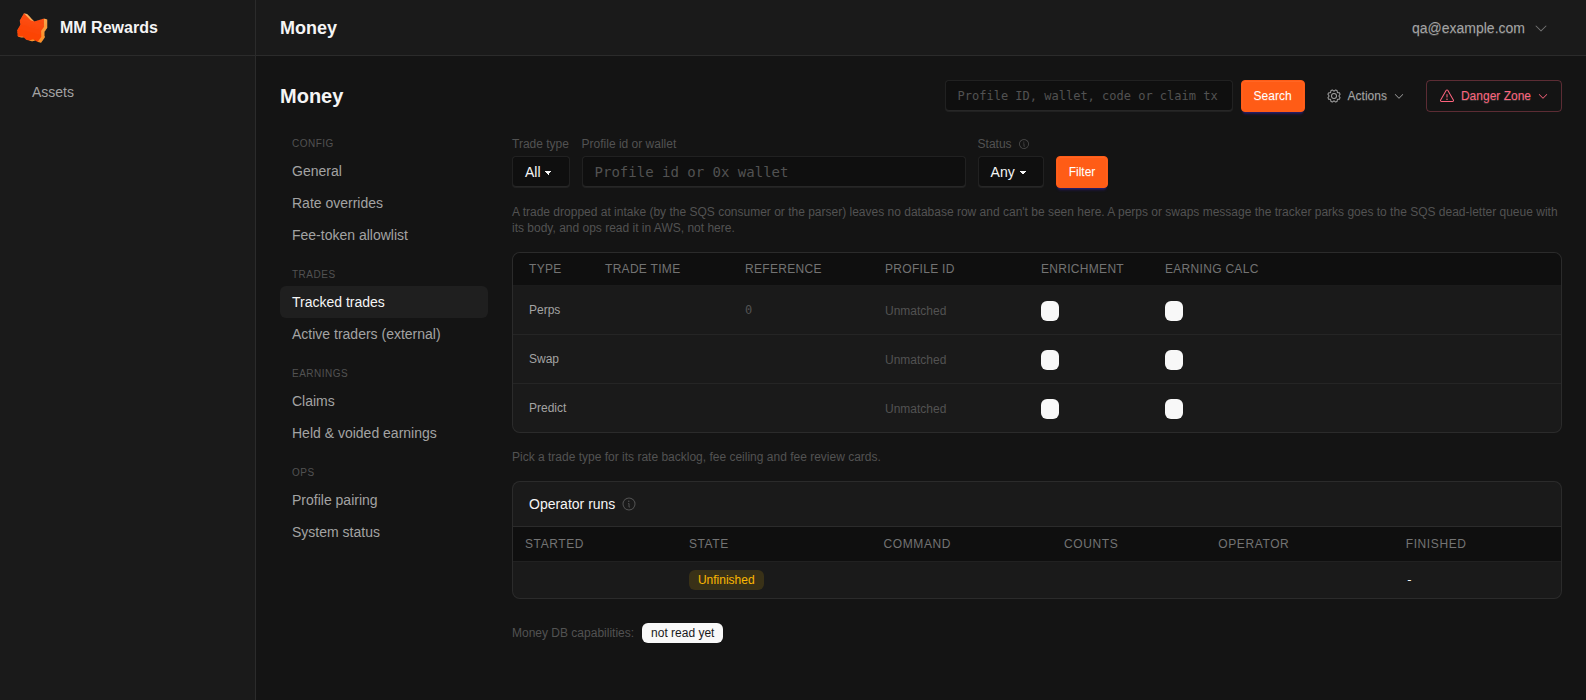 MM Rewards
Money
qa@example.com
Assets
Money
Profile ID, wallet, code or claim tx
Search
Actions
Danger Zone
CONFIG
General
Rate overrides
Fee-token allowlist
TRADES
Tracked trades
Active traders (external)
EARNINGS
Claims
Held & voided earnings
OPS
Profile pairing
System status
Trade type
Profile id or wallet
Status
All
Profile id or 0x wallet
Any
Filter
A trade dropped at intake (by the SQS consumer or the parser) leaves no database row and can't be seen here. A perps or swaps message the tracker parks goes to the SQS dead-letter queue with
its body, and ops read it in AWS, not here.
TYPE TRADE TIME REFERENCE PROFILE ID ENRICHMENT EARNING CALC
Perps 0 Unmatched
Swap Unmatched
Predict Unmatched
Pick a trade type for its rate backlog, fee ceiling and fee review cards.
Operator runs
STARTED STATE COMMAND COUNTS OPERATOR FINISHED
Unfinished -
Money DB capabilities: not read yet